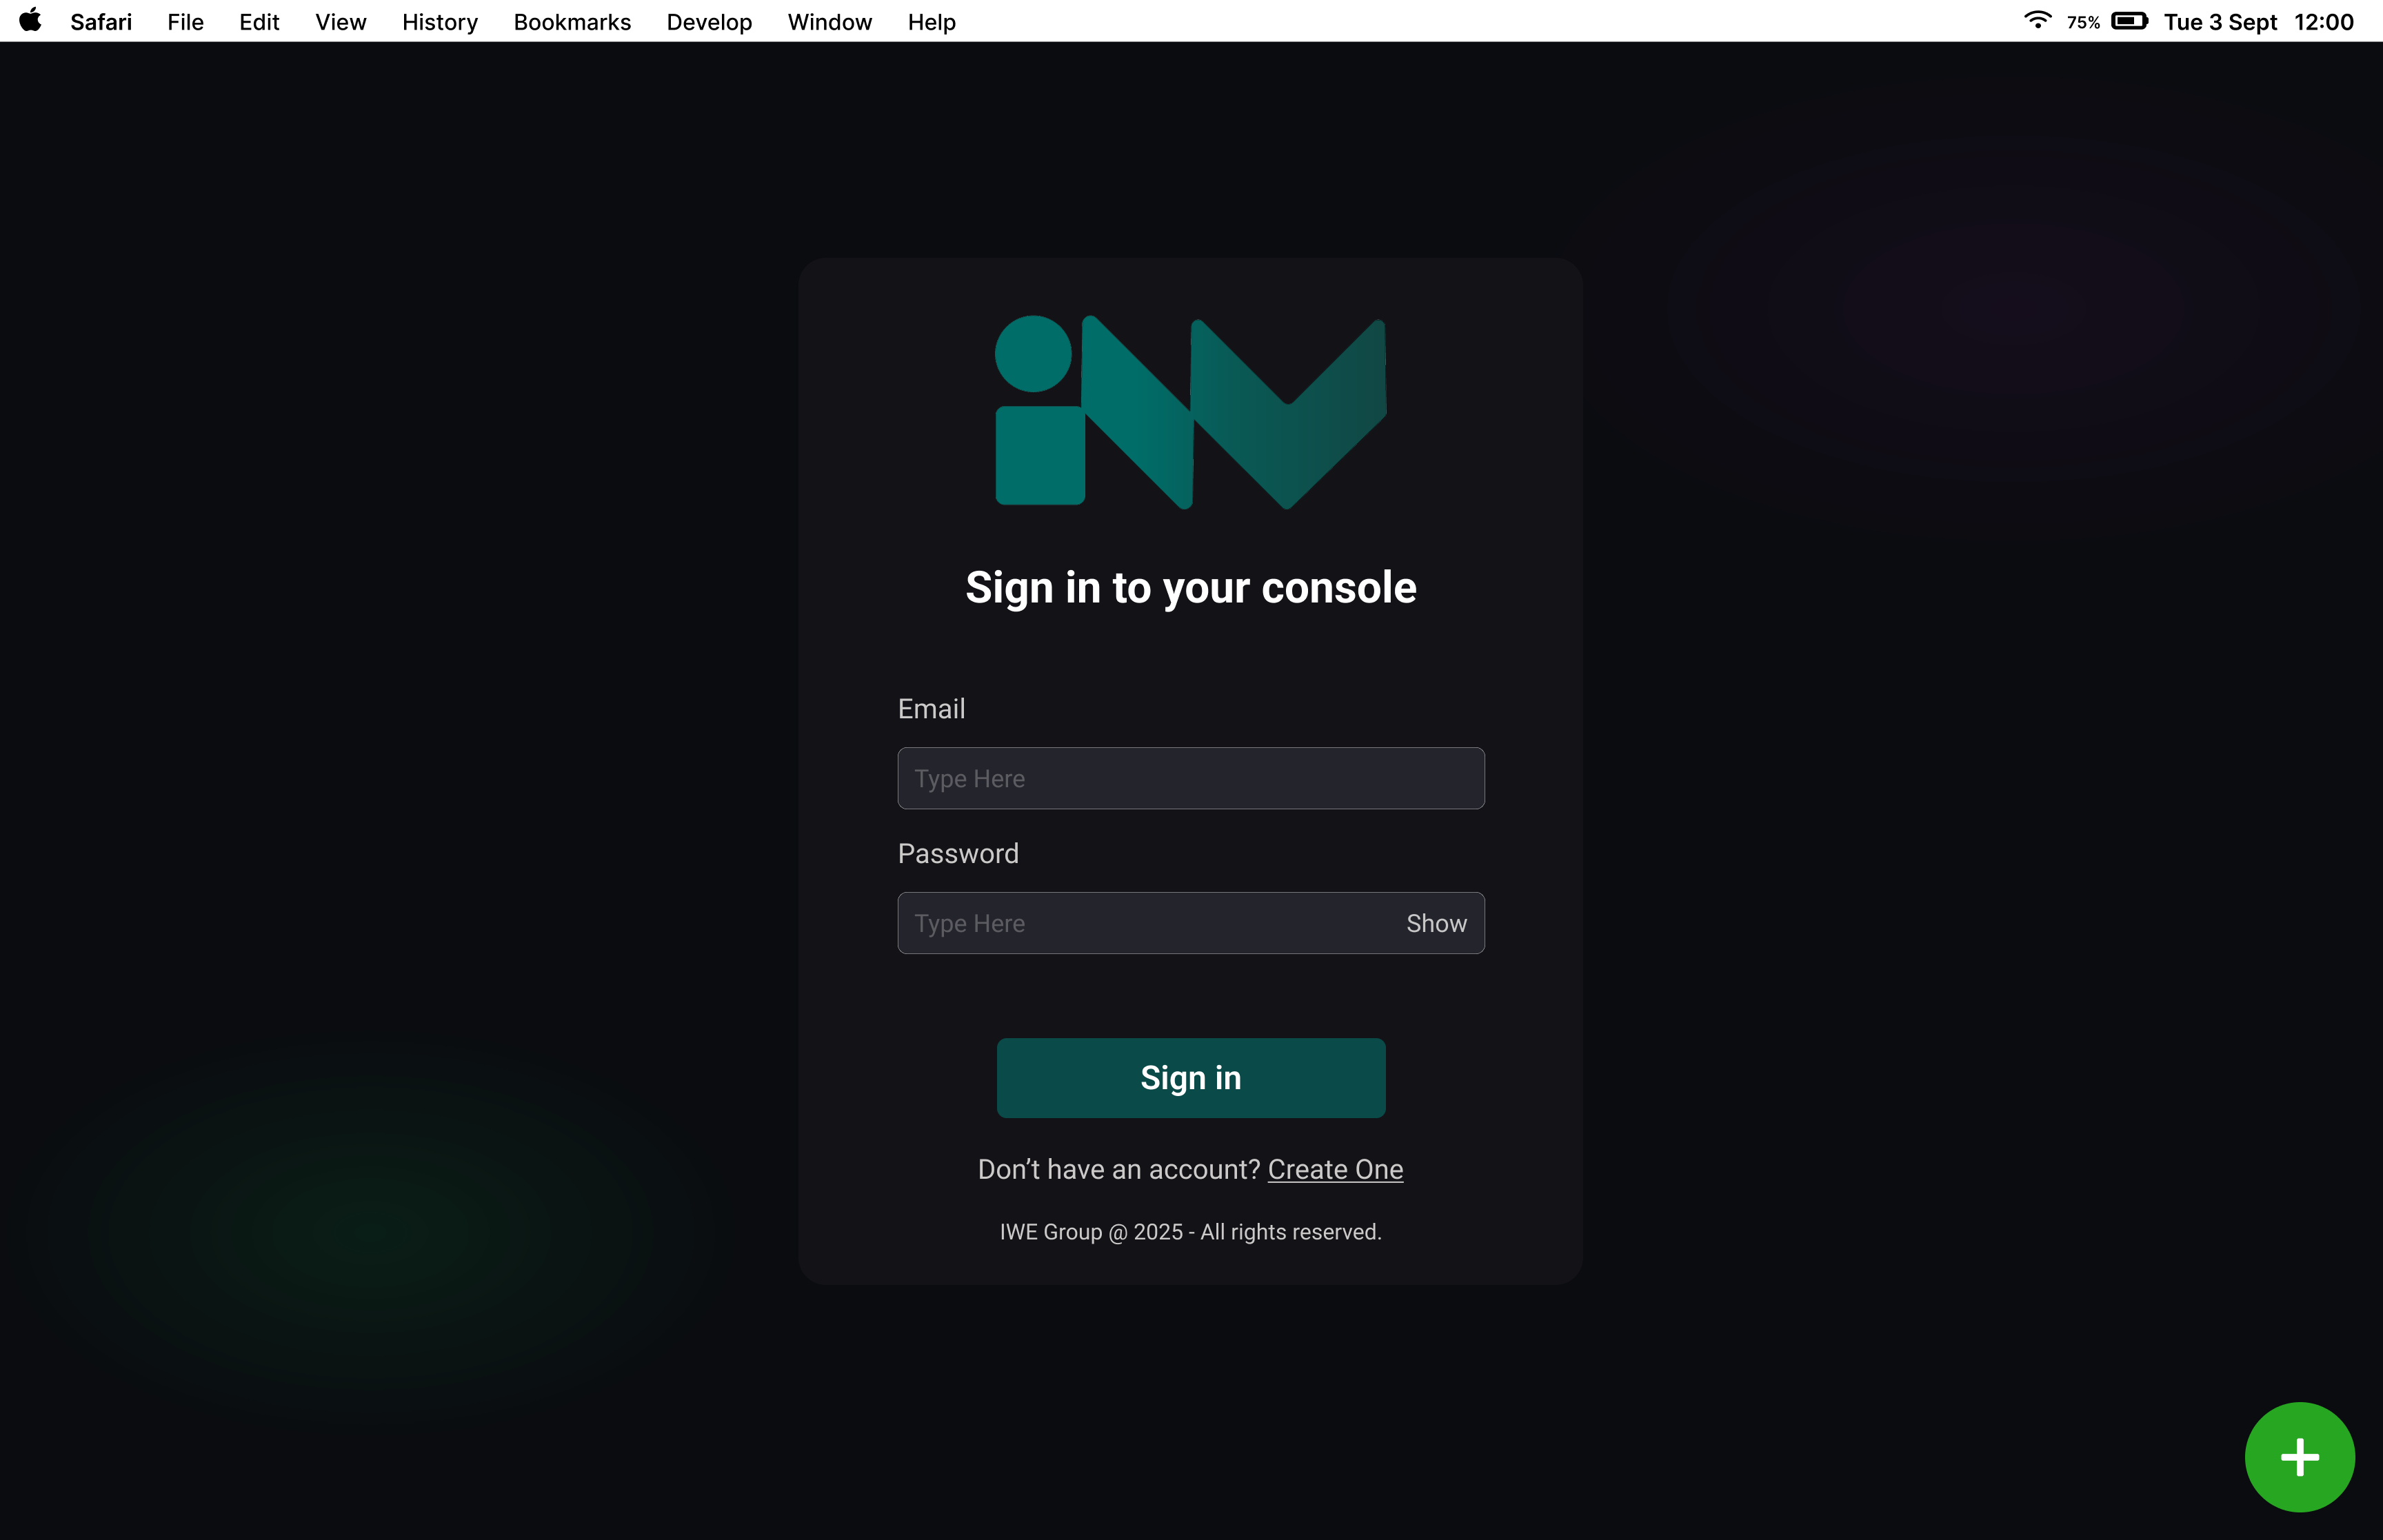 Safari File Edit View History Bookmarks Develop Window Help 75% Tue 3 Sept 12:00
iNV
Sign in to your console
Email
Type Here
Password
Type Here Show
Sign in
Don’t have an account? Create One
IWE Group @ 2025 - All rights reserved.